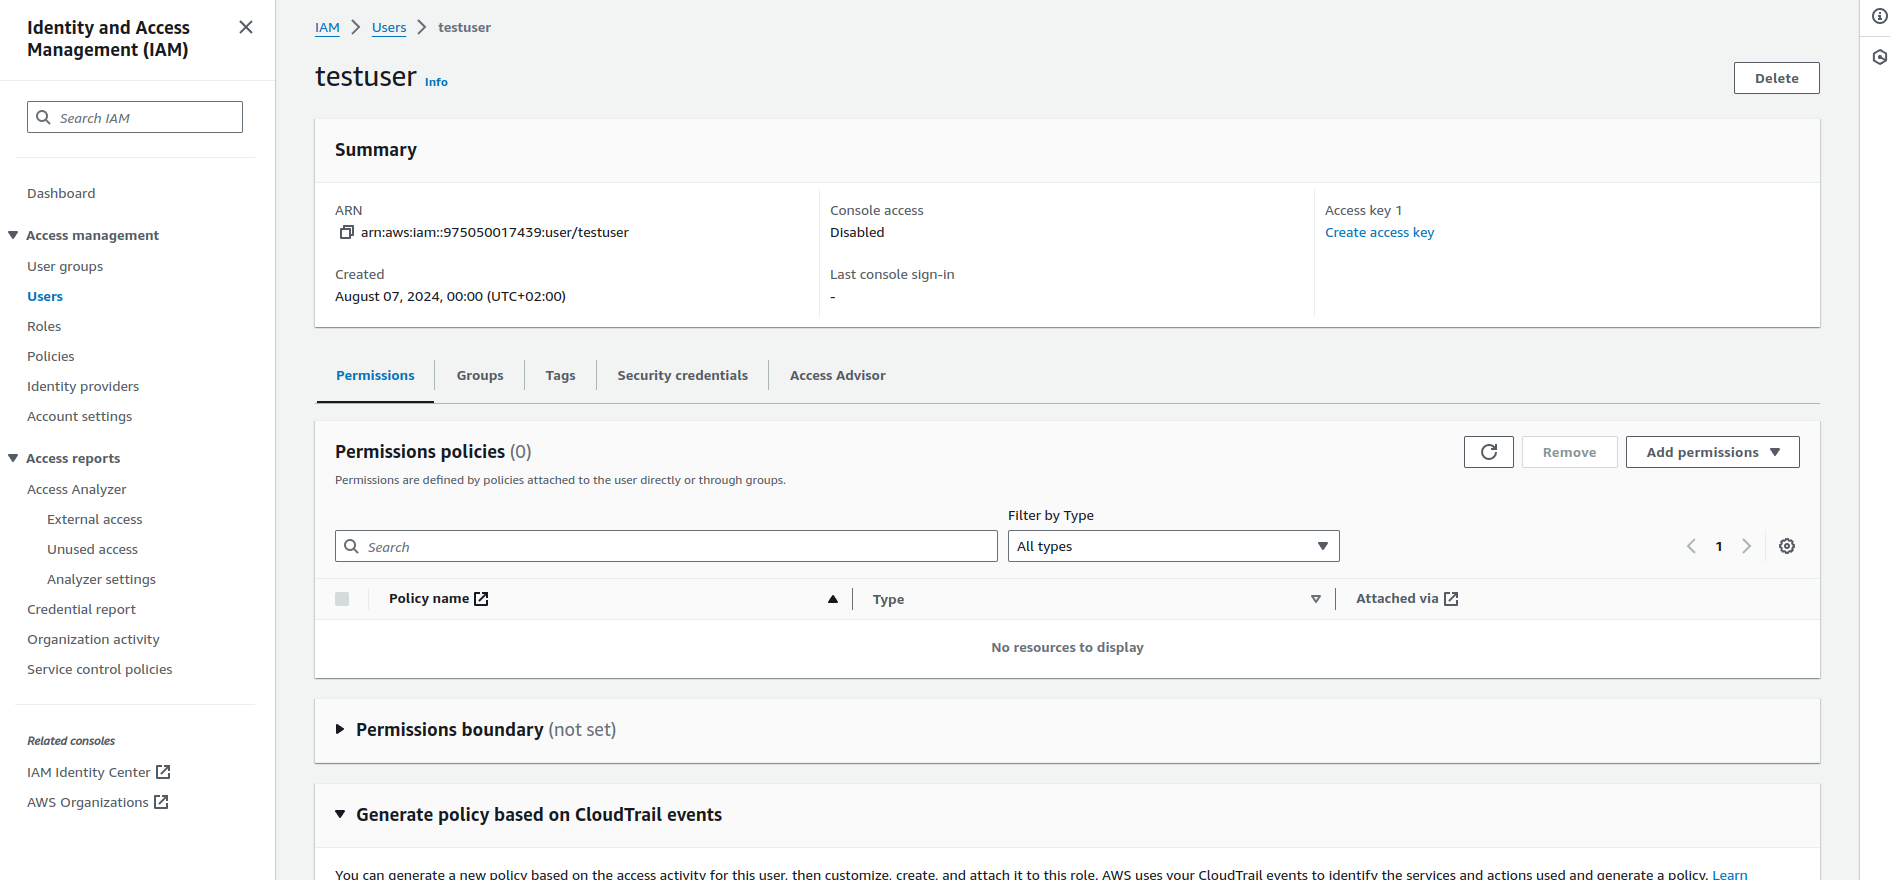 Identity and Access
Management (IAM)
Search IAM
Dashboard
Access management
User groups
Users
Roles
Policies
Identity providers
Account settings
Access reports
Access Analyzer
External access
Unused access
Analyzer settings
Credential report
Organization activity
Service control policies
Related consoles
IAM Identity Center
AWS Organizations
IAM Users testuser
testuser Info
Delete
Summary
ARN
arn:aws:iam::975050017439:user/testuser
Created
August 07, 2024, 00:00 (UTC+02:00)
Console access
Disabled
Last console sign-in
-
Access key 1
Create access key
Permissions Groups Tags Security credentials Access Advisor
Permissions policies (0)
Permissions are defined by policies attached to the user directly or through groups.
Remove
Add permissions
Filter by Type
Search
All types
1
Policy name Type Attached via
No resources to display
Permissions boundary (not set)
Generate policy based on CloudTrail events
You can generate a new policy based on the access activity for this user, then customize, create, and attach it to this role. AWS uses your CloudTrail events to identify the services and actions used and generate a policy. Learn